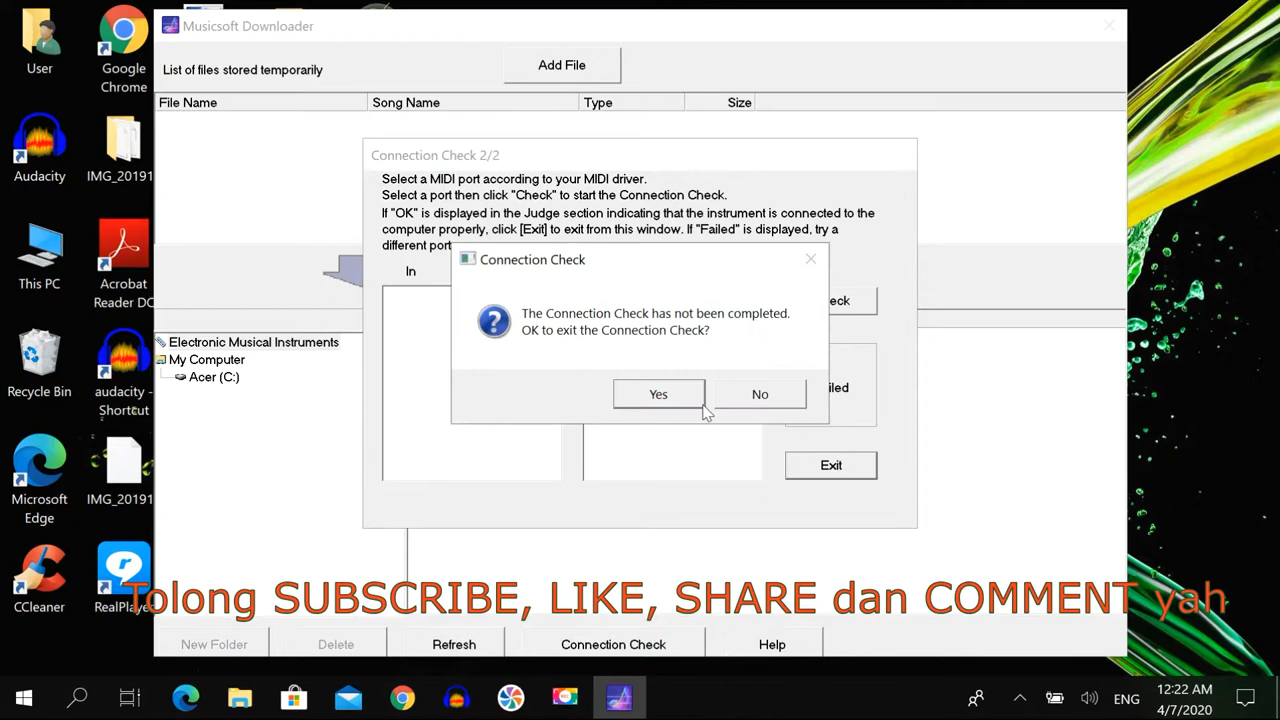 User
Google
Chrome
Audacity
IMG_20191
This PC
Acrobat
Reader DC
Recycle Bin
audacity -
Shortcut
Microsoft
Edge
IMG_20191
CCleaner
RealPlaye
Musicsoft Downloader
List of files stored temporarily
Add File
File Name Song Name Type Size
Connection Check 2/2
Select a MIDI port according to your MIDI driver.
Select a port then click "Check" to start the Connection Check.
If "OK" is displayed in the Judge section indicating that the instrument is connected to the
computer properly, click [Exit] to exit from this window. If "Failed" is displayed, try a
different port
In
eck
iled
Exit
Connection Check
The Connection Check has not been completed.
OK to exit the Connection Check?
Yes No
Electronic Musical Instruments
My Computer
Acer (C:)
Tolong SUBSCRIBE, LIKE, SHARE dan COMMENT yah
New Folder Delete Refresh Connection Check Help
REC
ENG
12:22 AM
4/7/2020